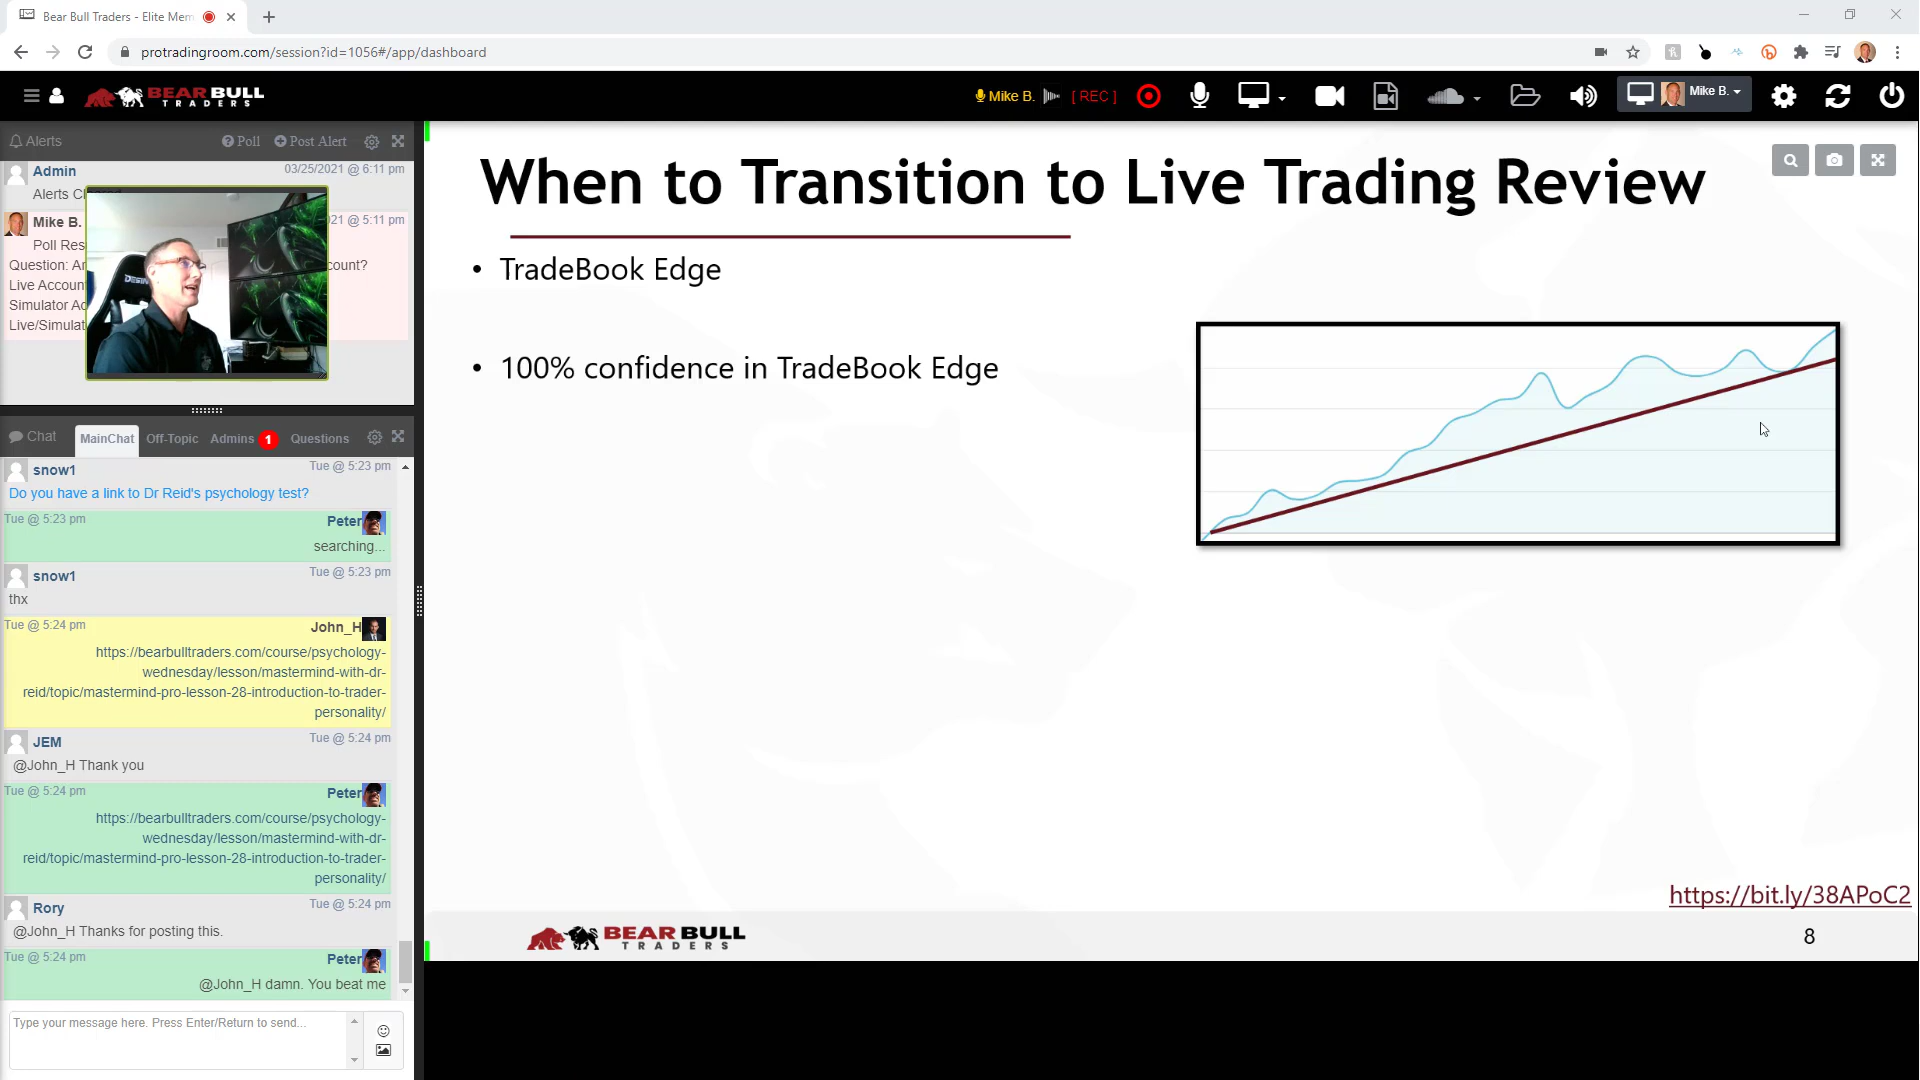 Bear Bull Traders - Elite Mem
protradingroom.com/session?id=1056#/app/dashboard
BEAR BULL
TRADERS
Mike B.
[ REC ]
Mike B.
Alerts
Poll
Post Alert
Admin
03/25/2021 @ 6:11 pm
Alerts Cl
Mike B.
021 @ 5:11 pm
Poll Res
Question: Ar
count?
Live Accoun
Simulator Ac
Live/Simulat
Chat
MainChat
Off-Topic
Admins 1
Questions
snow1
Tue @ 5:23 pm
Do you have a link to Dr Reid's psychology test?
Tue @ 5:23 pm
Peter
searching...
snow1
Tue @ 5:23 pm
thx
Tue @ 5:24 pm
John_H
https://bearbulltraders.com/course/psychology-
wednesday/lesson/mastermind-with-dr-
reid/topic/mastermind-pro-lesson-28-introduction-to-trader-
personality/
JEM
Tue @ 5:24 pm
@John_H Thank you
Tue @ 5:24 pm
Peter
https://bearbulltraders.com/course/psychology-
wednesday/lesson/mastermind-with-dr-
reid/topic/mastermind-pro-lesson-28-introduction-to-trader-
personality/
Rory
Tue @ 5:24 pm
@John_H Thanks for posting this.
Tue @ 5:24 pm
Peter
@John_H damn. You beat me
Type your message here. Press Enter/Return to send...
When to Transition to Live Trading Review
• TradeBook Edge
• 100% confidence in TradeBook Edge
https://bit.ly/38APoC2
BEAR BULL
TRADERS
8